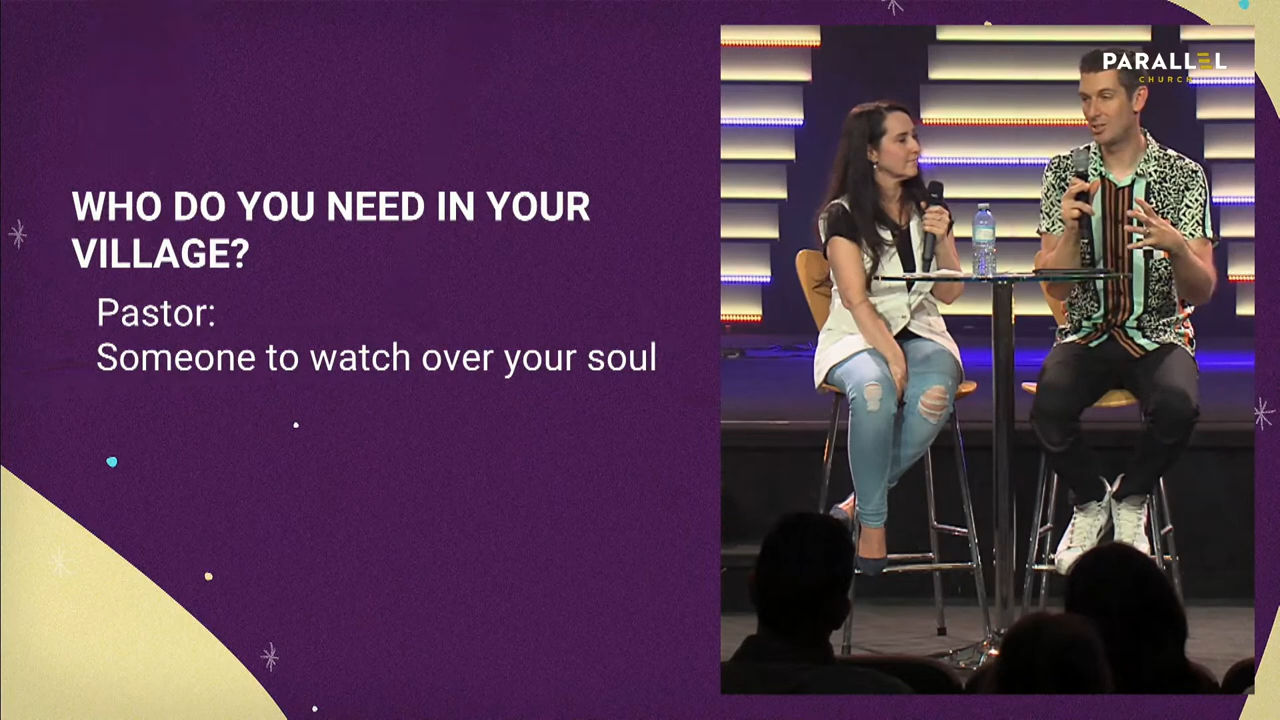 WHO DO YOU NEED IN YOUR
VILLAGE?
Pastor:
Someone to watch over your soul
PARALLEL
CHURCH